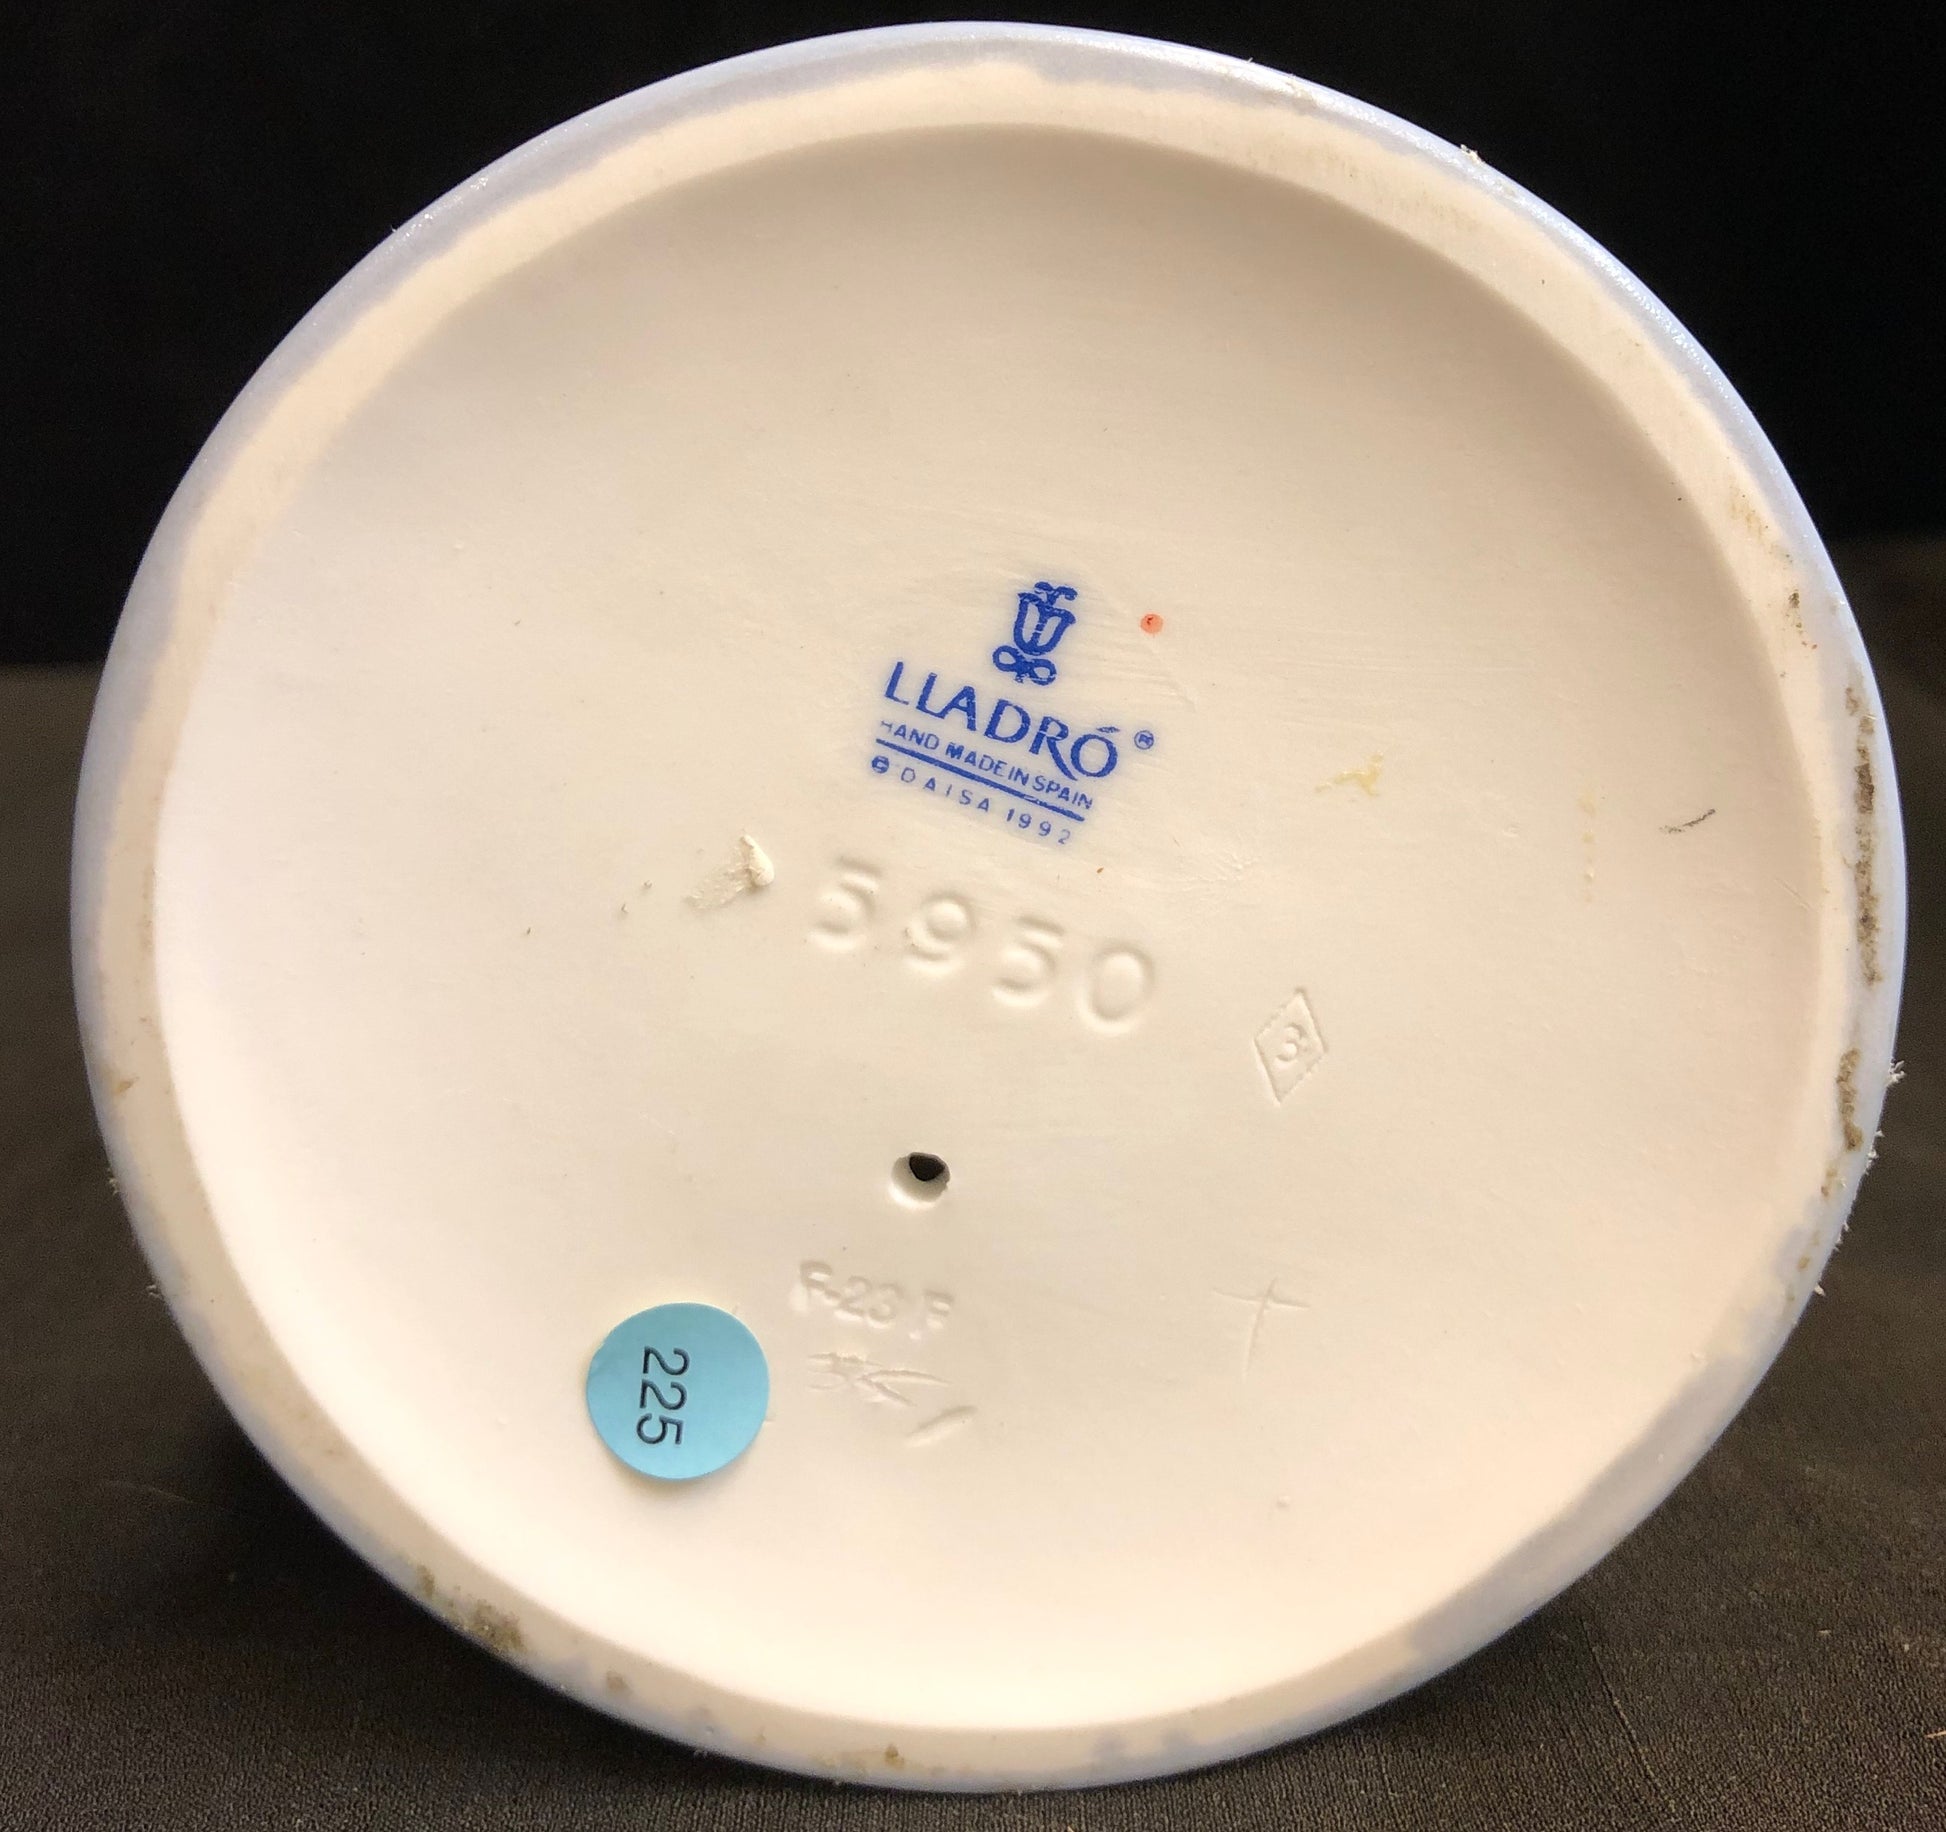 LLADRÓ®
HAND MADE IN SPAIN
© DAISA 1992
5950
3
F-23 F
225